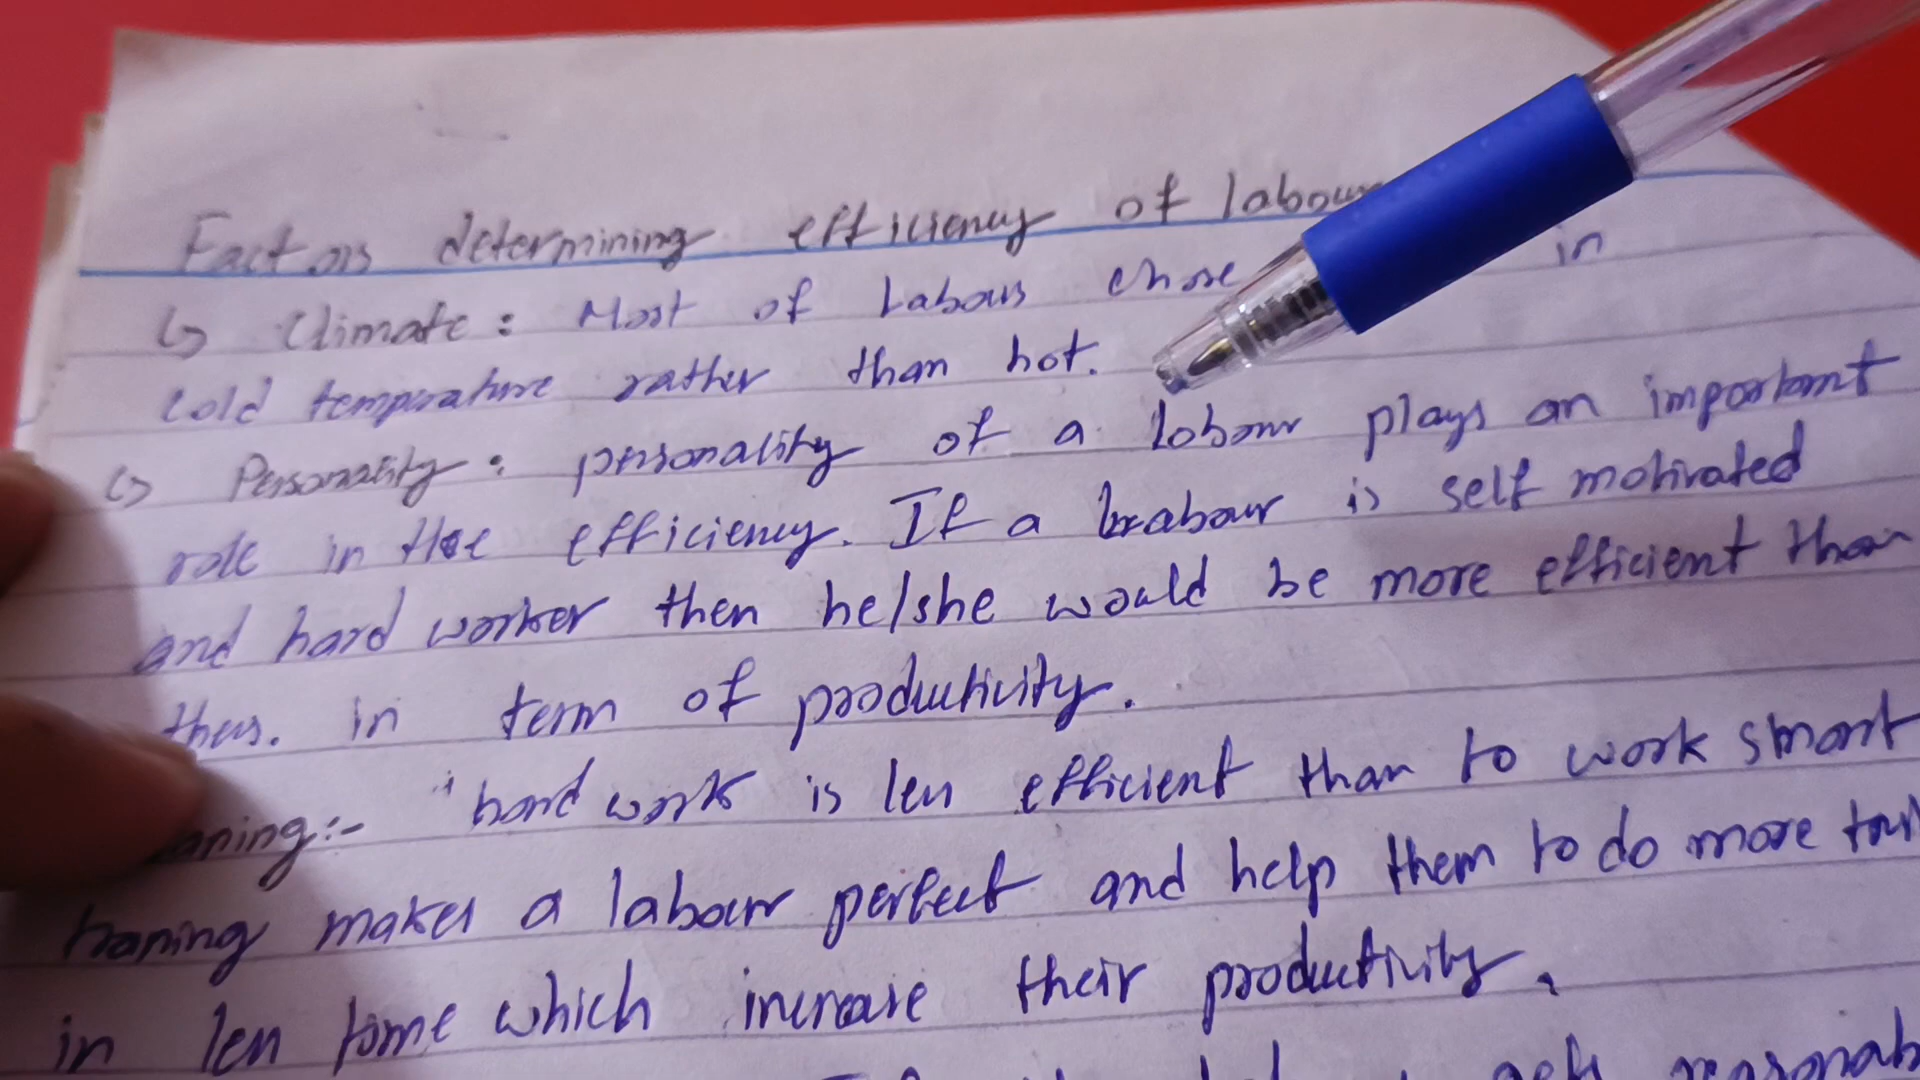 Factors determining efficiency of labour
↳ Climate: Most of labours chose in
cold temperature rather than hot.
↳ Personality: personality of a labour plays an important
role in the efficiency. If a labour is self motivated
and hard worker then he/she would be more efficient than
in term of productivity.
hard work is less efficient than to work smart
makes a labour perfect and help them to do more
in less time which increase their productivity.